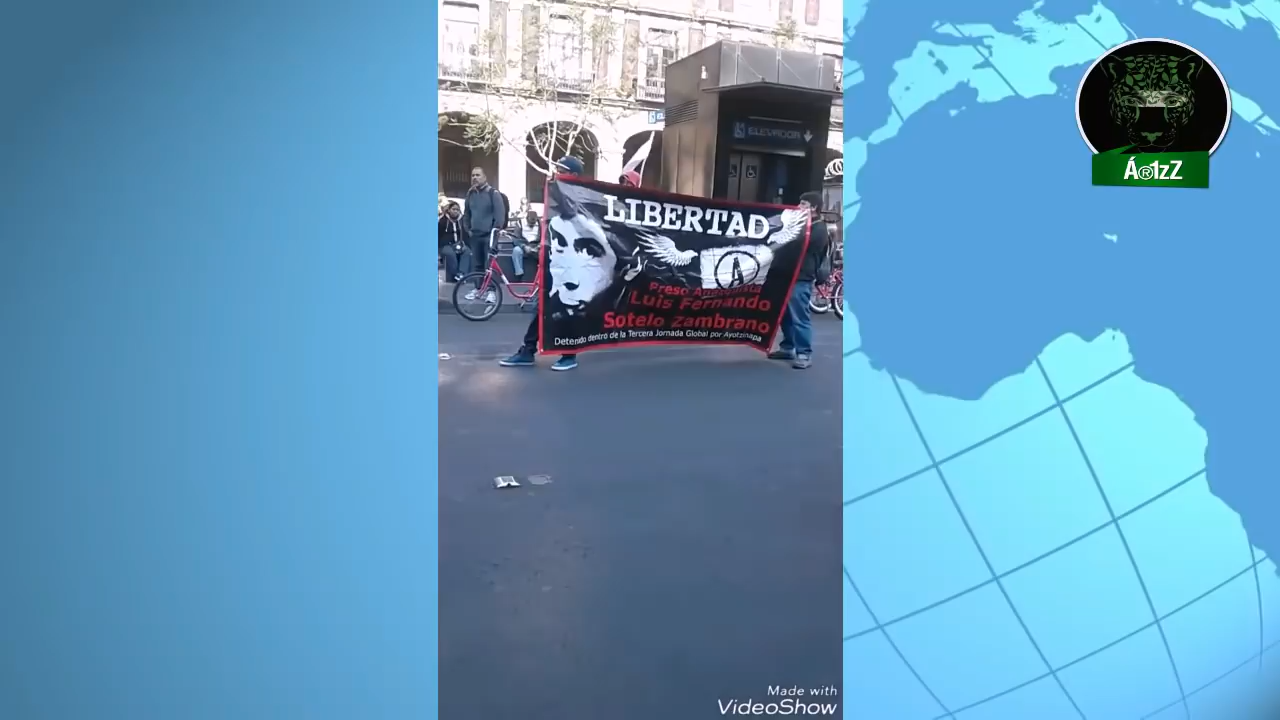 Á®1zZ
ELEVADOR
LIBERTAD
A
Preso Anarquista
Luis Fernando
Sotelo Zambrano
Detenido dentro de la Tercera Jornada Global por Ayotzinapa
Made with
VideoShow